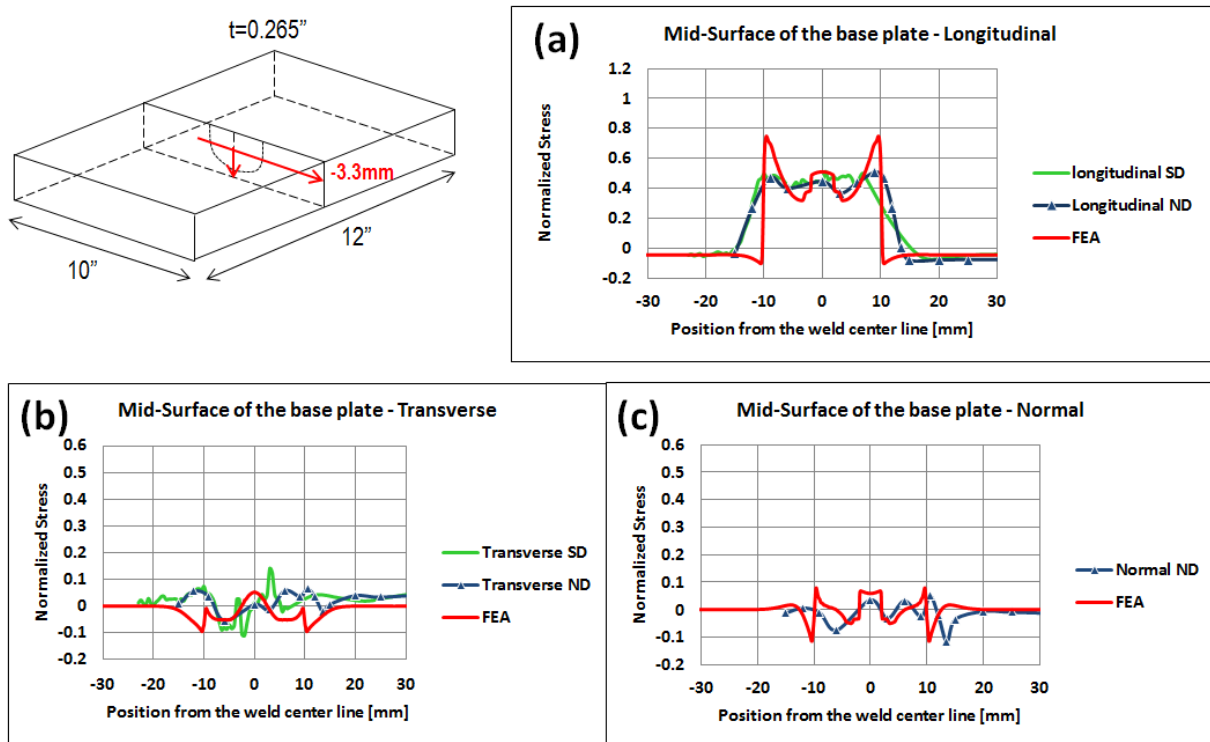 t=0.265”
-3.3mm
10”
12”
(a)
Mid-Surface of the base plate - Longitudinal
Normalized Stress
1.2
1
0.8
0.6
0.4
0.2
0
-0.2
-30 -20 -10 0 10 20 30
Position from the weld center line [mm]
longitudinal SD
Longitudinal ND
FEA
(b)
Mid-Surface of the base plate - Transverse
Normalized Stress
0.6
0.5
0.4
0.3
0.2
0.1
0
-0.1
-0.2
-30 -20 -10 0 10 20 30
Position from the weld center line [mm]
Transverse SD
Transverse ND
FEA
(c)
Mid-Surface of the base plate - Normal
Normalized Stress
0.6
0.5
0.4
0.3
0.2
0.1
0
-0.1
-0.2
-30 -20 -10 0 10 20 30
Position from the weld center line [mm]
Normal ND
FEA